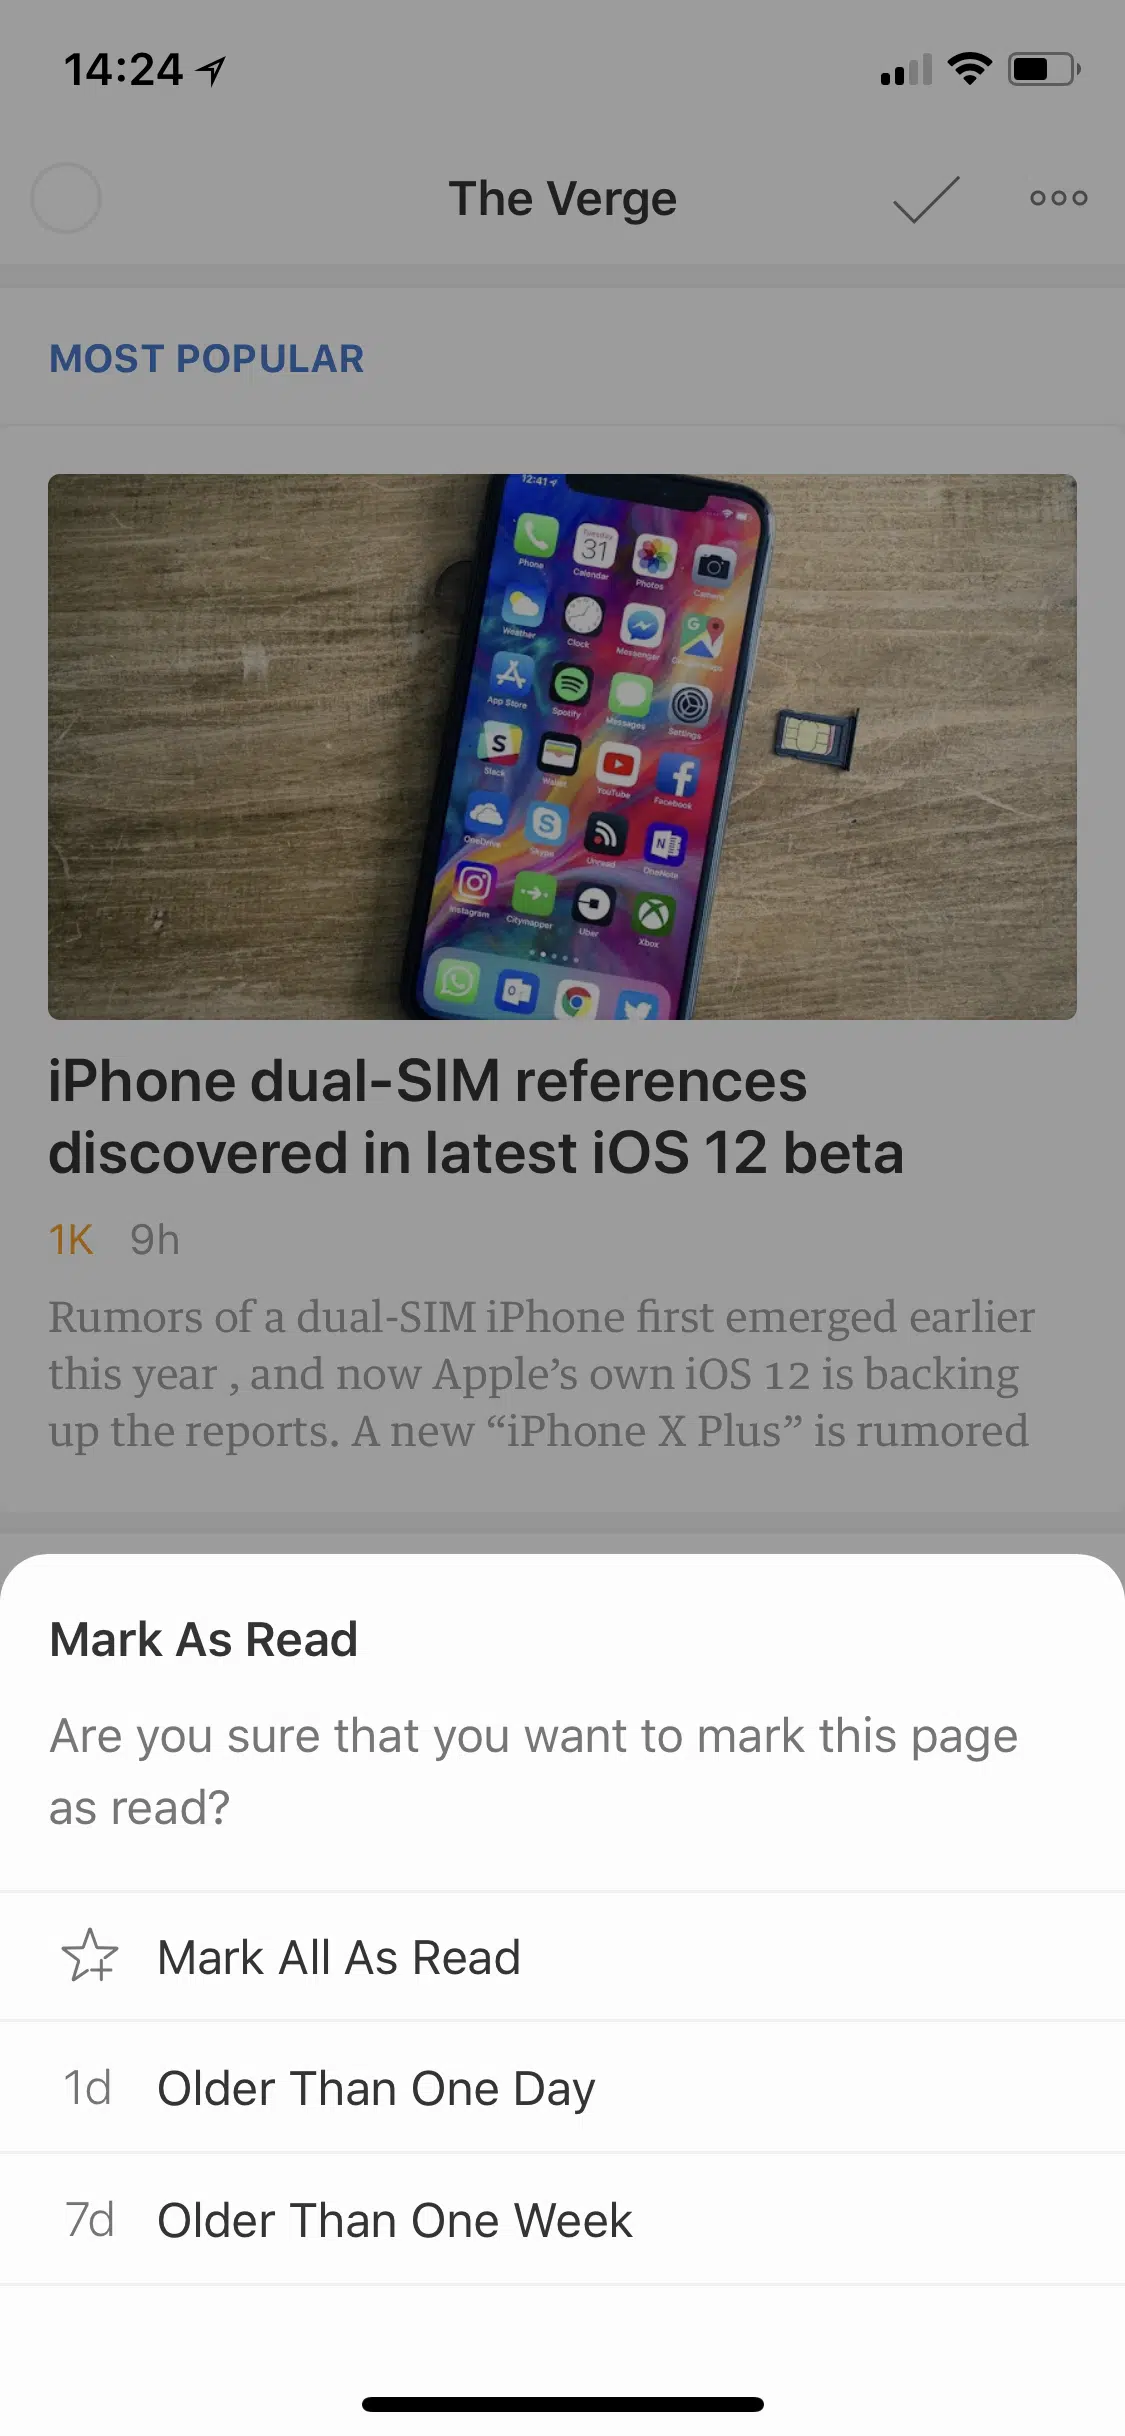 14:24
The Verge
MOST POPULAR
12:41
Phone
Tuesday
31
Calendar
Photos
Camera
Weather
Clock
Messenger
Google Maps
App Store
Spotify
Messages
Settings
Slack
Wallet
YouTube
Facebook
OneDrive
Skype
Unread
OneNote
Instagram
Citymapper
Uber
Xbox
iPhone dual-SIM references
discovered in latest iOS 12 beta
1K 9h
Rumors of a dual-SIM iPhone first emerged earlier
this year , and now Apple’s own iOS 12 is backing
up the reports. A new “iPhone X Plus” is rumored
Mark As Read
Are you sure that you want to mark this page
as read?
Mark All As Read
1d Older Than One Day
7d Older Than One Week